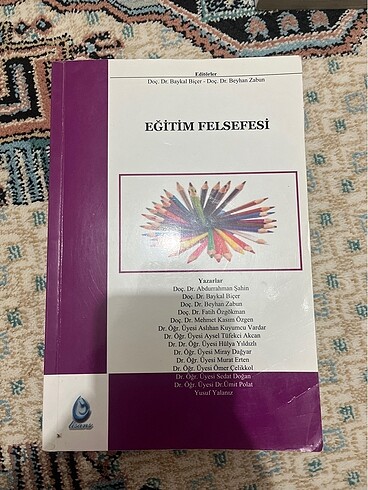 Editörler
Doç. Dr. Baykal Biçer - Doç. Dr. Beyhan Zabun
EĞİTİM FELSEFESİ
Yazarlar
Doç. Dr. Abdurrahman Şahin
Doç. Dr. Baykal Biçer
Doç. Dr. Beyhan Zabun
Doç. Dr. Fatih Özgökman
Doç. Dr. Mehmet Kasım Özgen
Dr. Öğr. Üyesi Aslıhan Kuyumcu Vardar
Dr. Öğr. Üyesi Aysel Tüfekci Akcan
Dr. Dr. Öğr. Üyesi Hülya Yıldızlı
Dr. Öğr. Üyesi Miray Dağyar
Dr. Öğr. Üyesi Murat Erten
Dr. Öğr. Üyesi Ömer Çelikkol
Dr. Öğr. Üyesi Sedat Doğan
Dr. Öğr. Üyesi Dr.Ümit Polat
Yusuf Yalanız
lisans